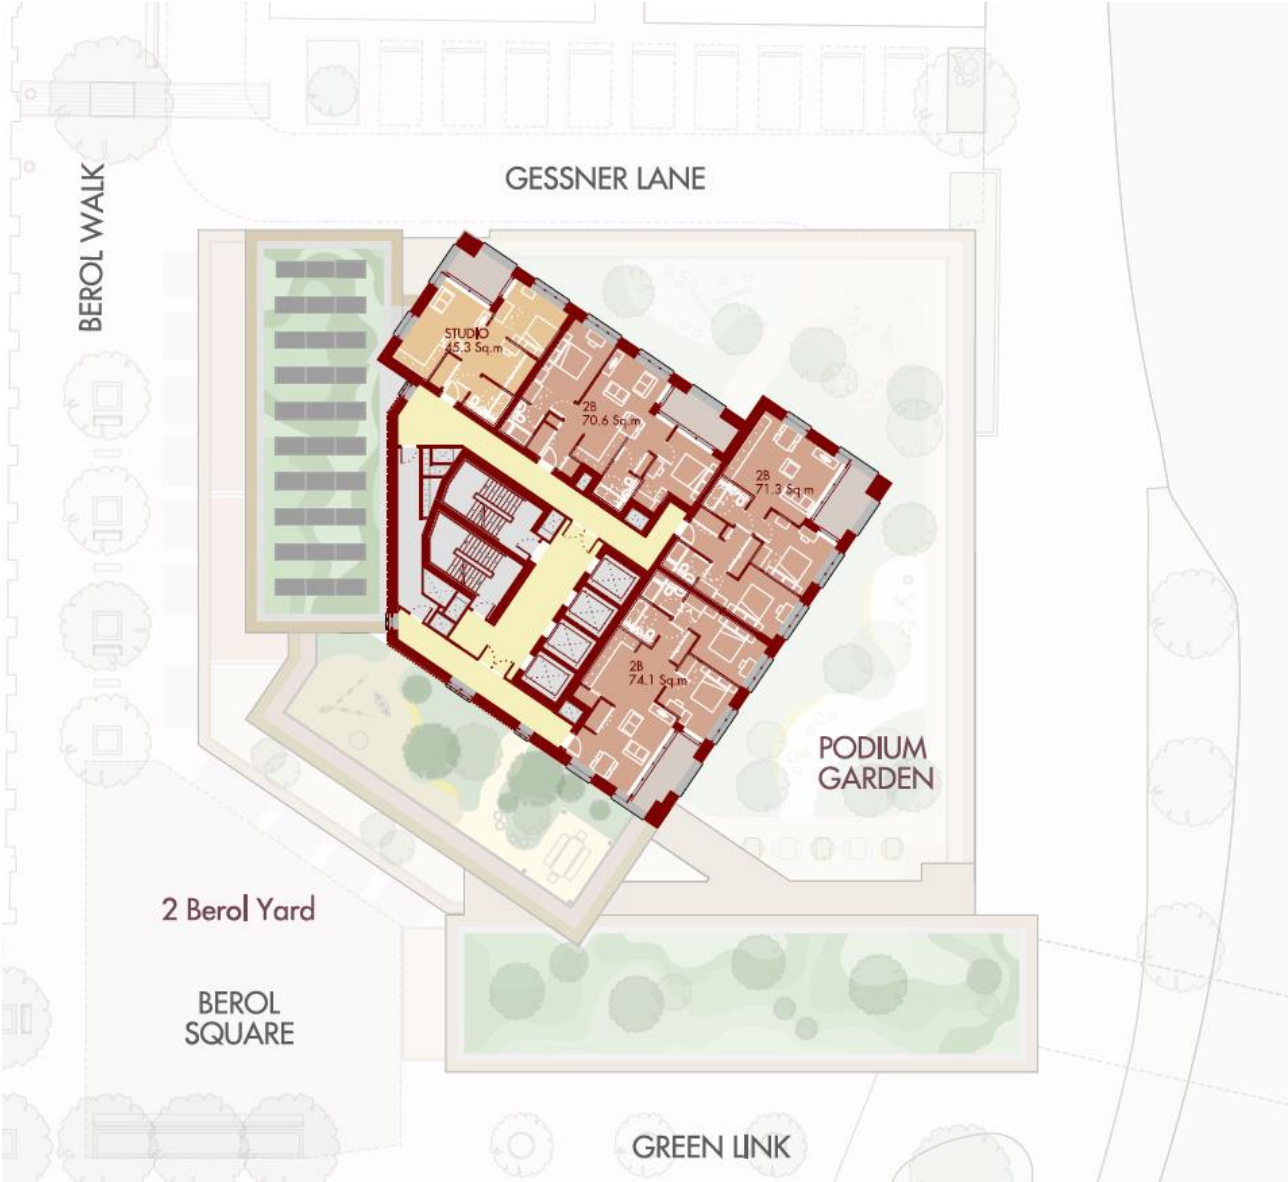 GESSNER LANE
BEROL WALK
STUDIO
45.3 Sq.m
2B
70.6 Sq.m
2B
71.3 Sq m
2B
74.1 Sq.m
PODIUM
GARDEN
2 Berol Yard
BEROL
SQUARE
GREEN LINK